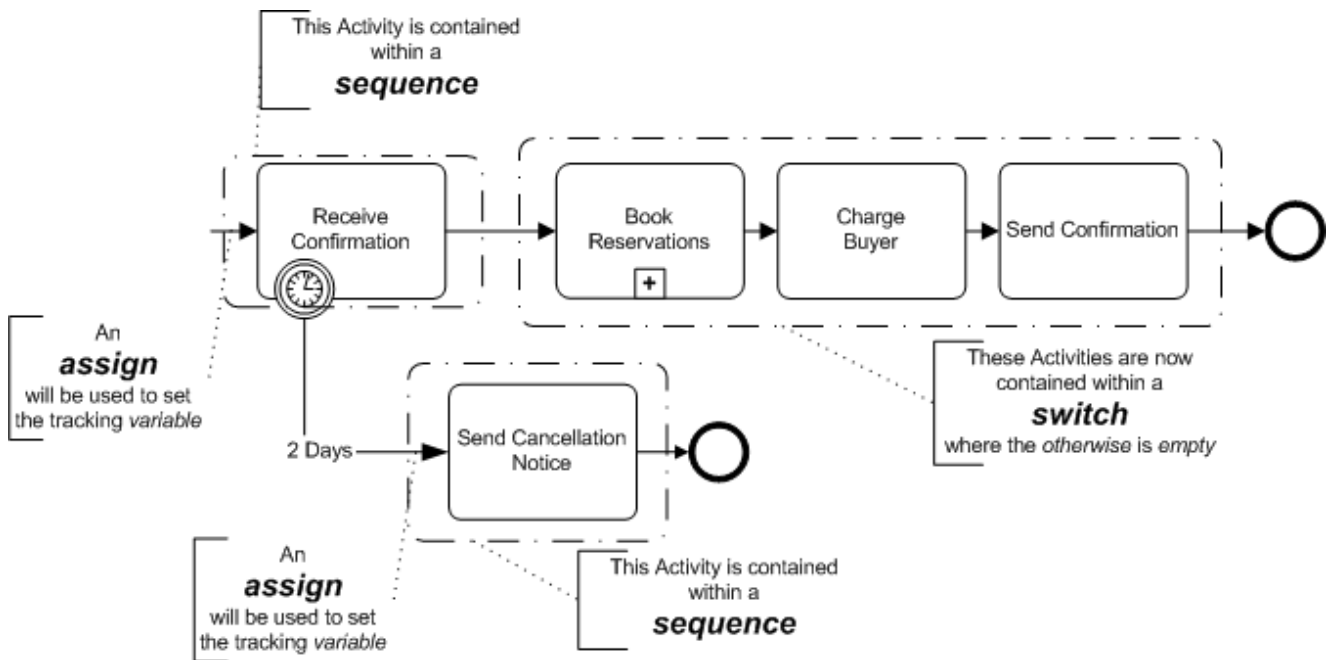 This Activity is contained
within a
sequence
Receive
Confirmation
Book
Reservations
Charge
Buyer
Send Confirmation
An
assign
will be used to set
the tracking variable
These Activities are now
contained within a
switch
where the otherwise is empty
2 Days
Send Cancellation
Notice
An
assign
will be used to set
the tracking variable
This Activity is contained
within a
sequence